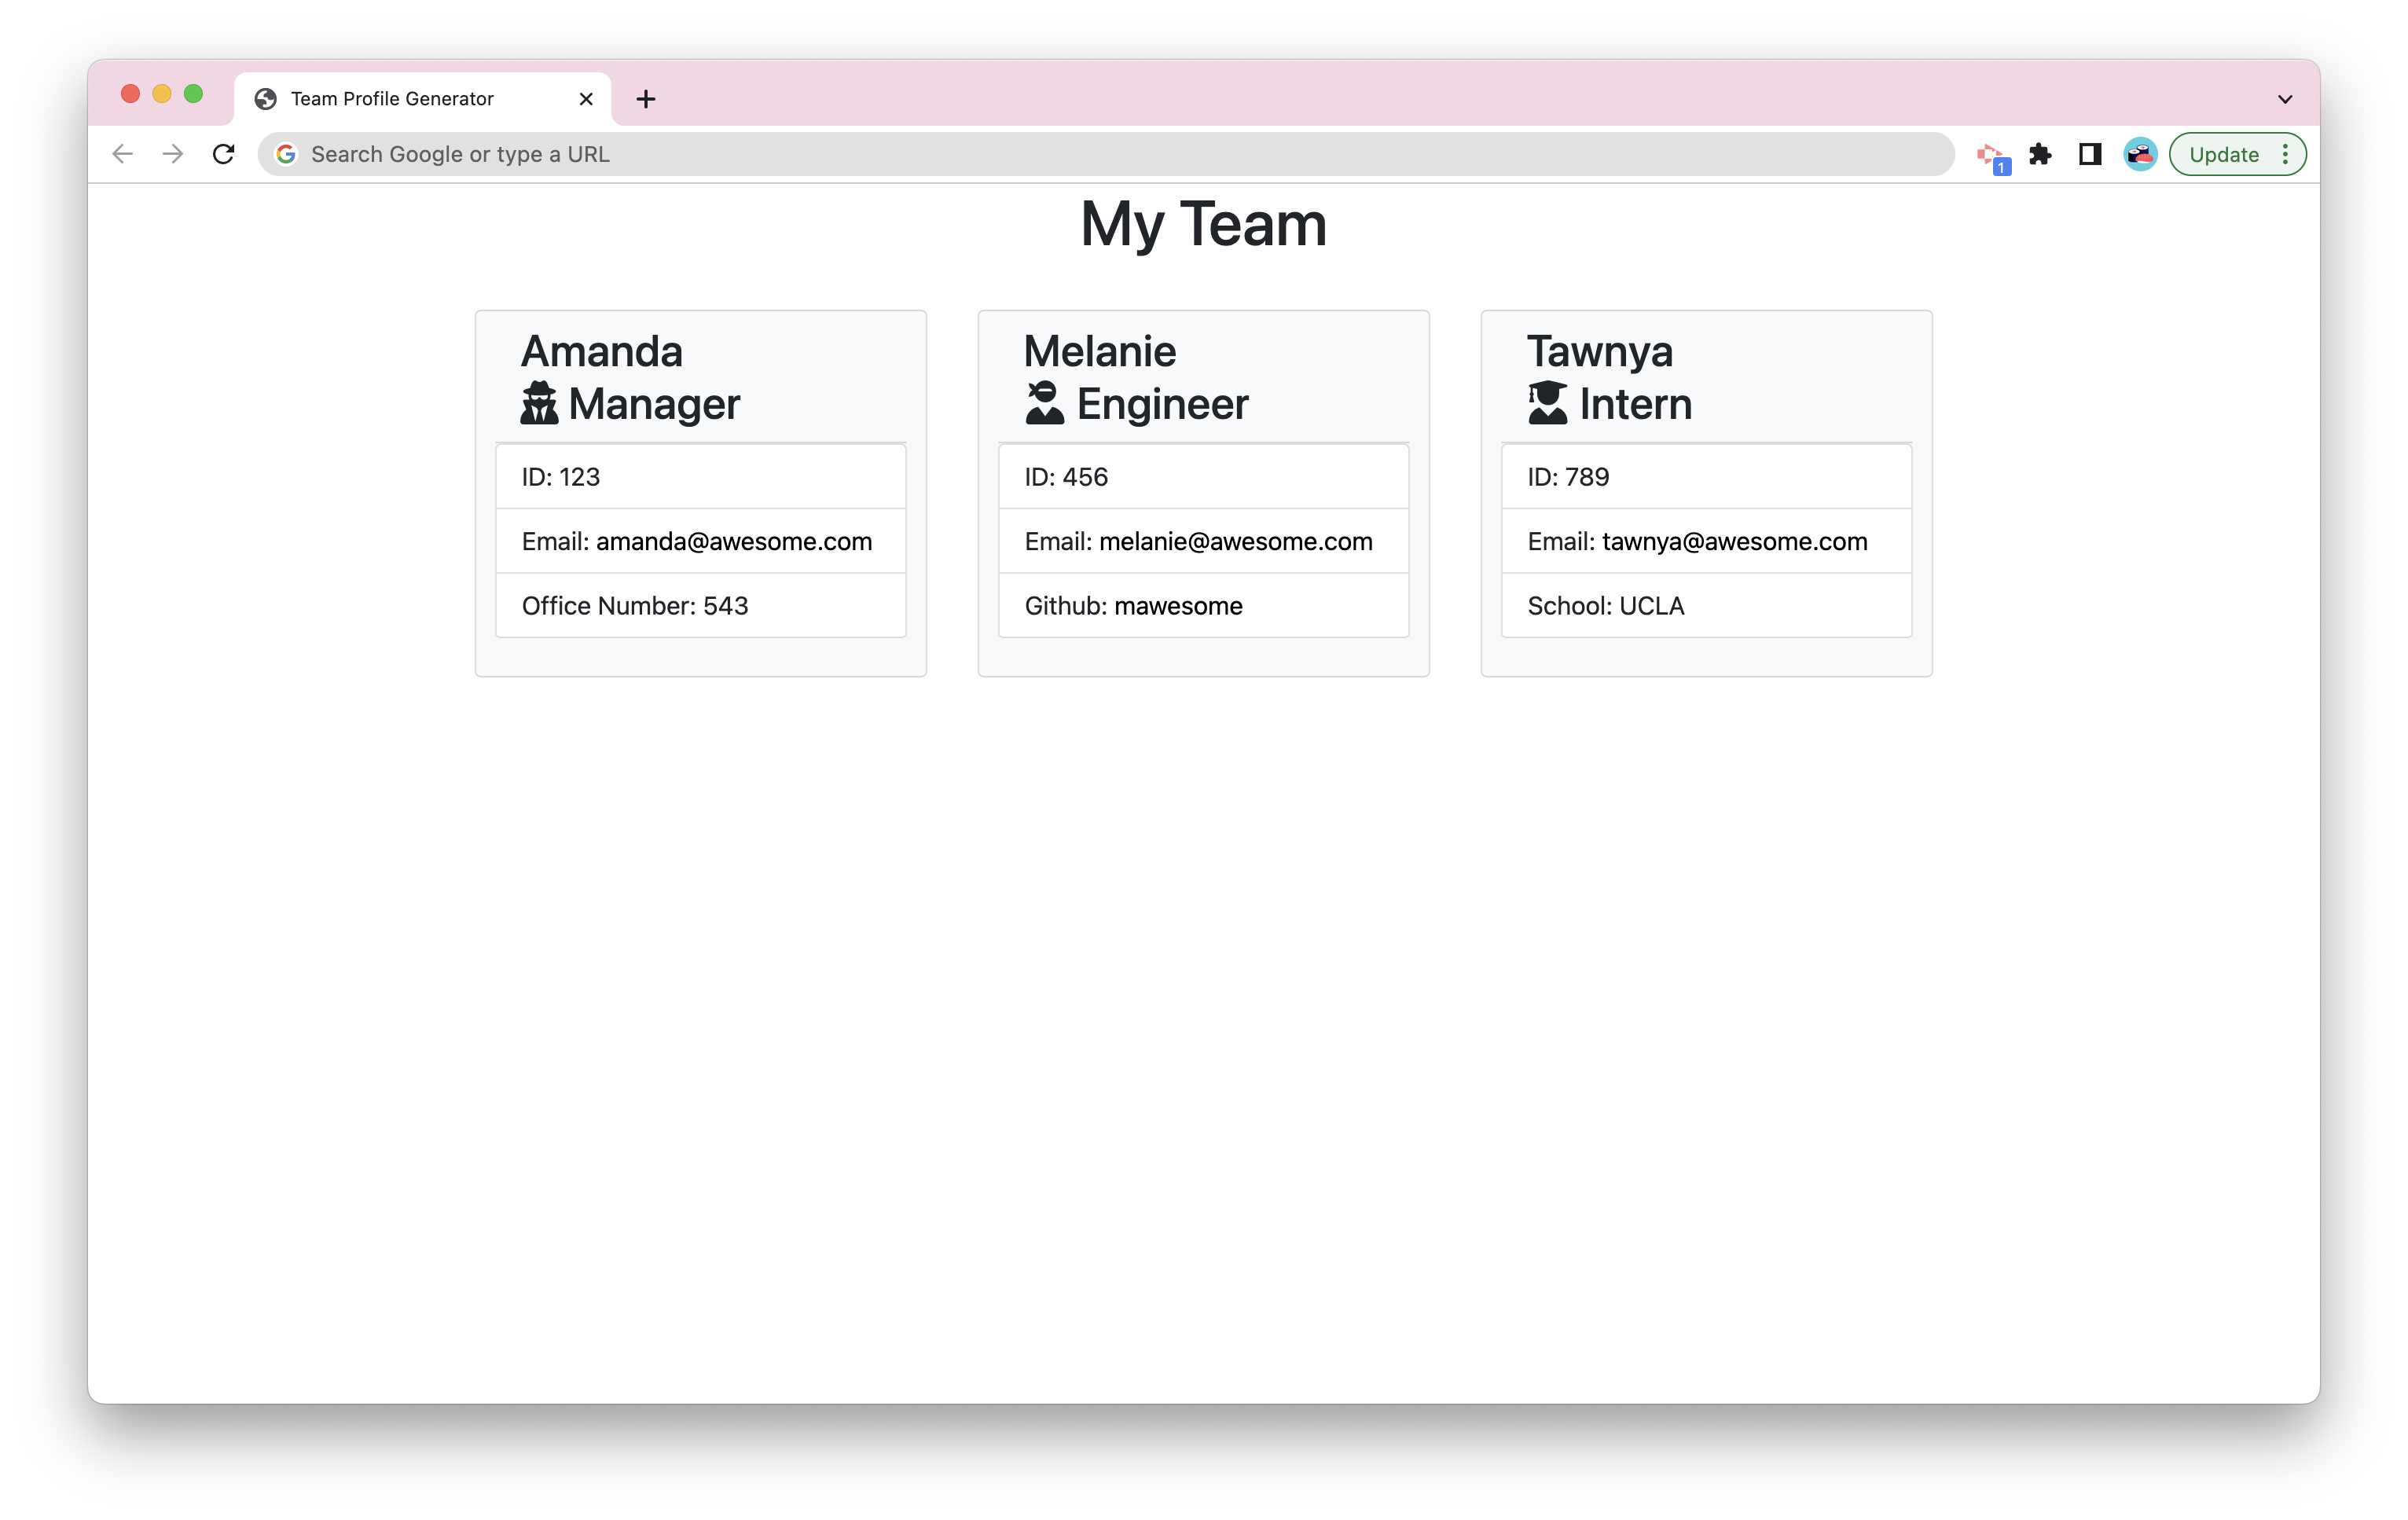 Team Profile Generator
Search Google or type a URL
1
Update
My Team
Amanda
Manager
ID: 123
Email: amanda@awesome.com
Office Number: 543
Melanie
Engineer
ID: 456
Email: melanie@awesome.com
Github: mawesome
Tawnya
Intern
ID: 789
Email: tawnya@awesome.com
School: UCLA